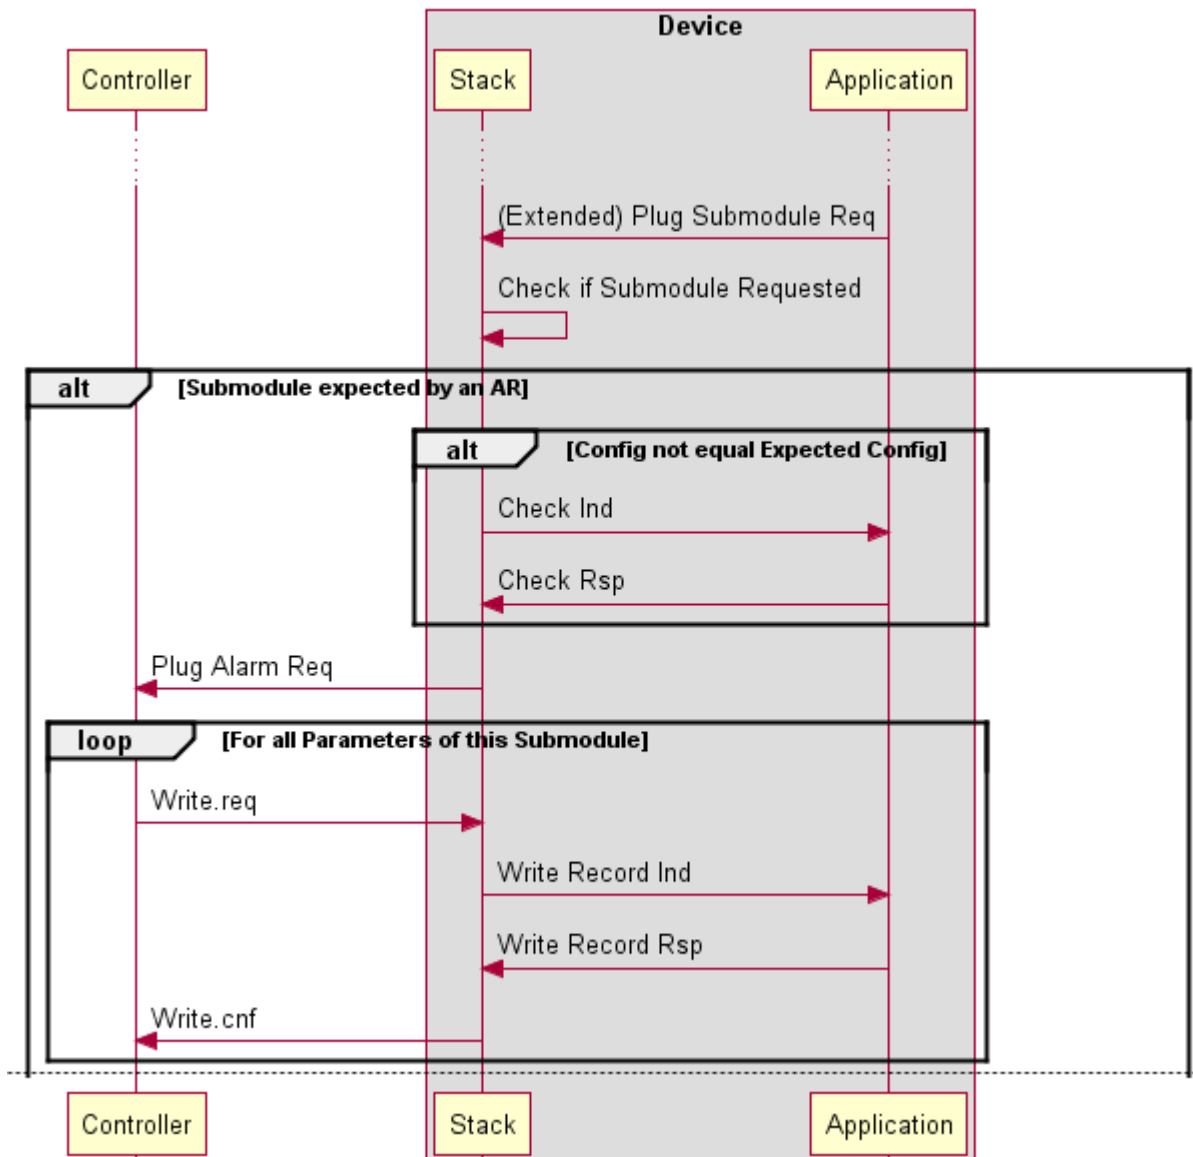 Device
Controller
Stack
Application
(Extended) Plug Submodule Req
Check if Submodule Requested
alt
[Submodule expected by an AR]
alt
[Config not equal Expected Config]
Check Ind
Check Rsp
Plug Alarm Req
loop
[For all Parameters of this Submodule]
Write.req
Write Record Ind
Write Record Rsp
Write.cnf
Controller
Stack
Application